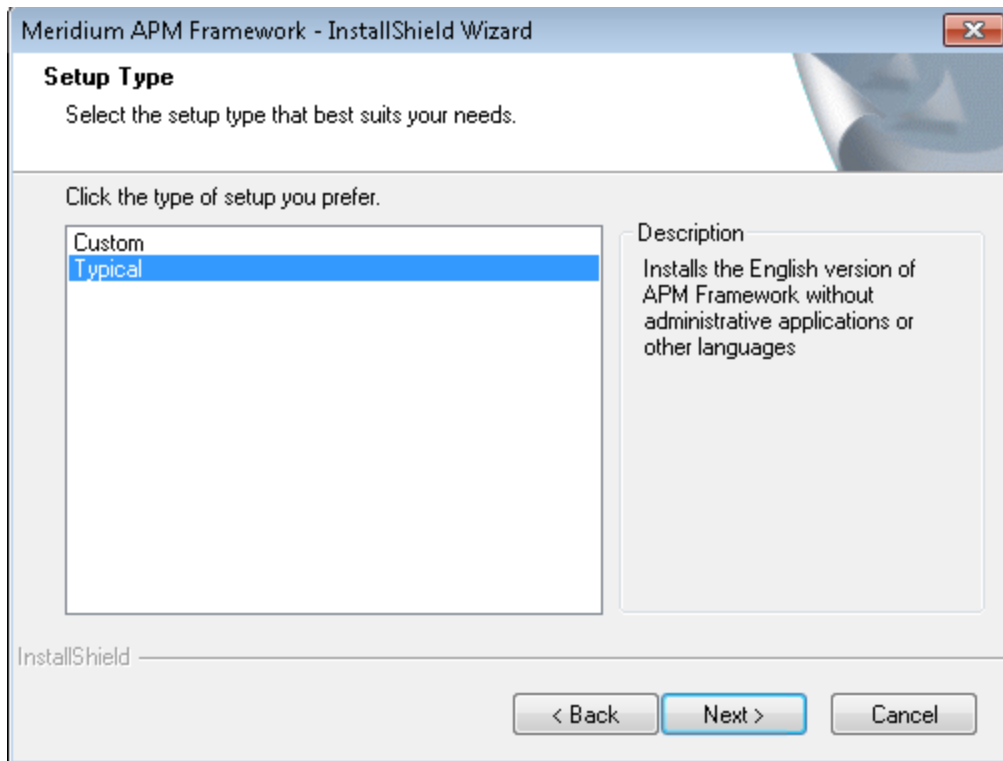 Meridium APM Framework - InstallShield Wizard
Setup Type
Select the setup type that best suits your needs.
Click the type of setup you prefer.
Custom
Typical
Description
Installs the English version of
APM Framework without
administrative applications or
other languages
InstallShield
< Back
Next >
Cancel